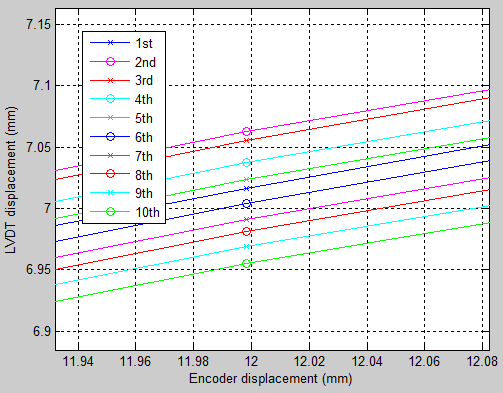 7.15
7.1
7.05
7
6.95
6.9
LVDT displacement (mm)
1st
2nd
3rd
4th
5th
6th
7th
8th
9th
10th
11.94 11.96 11.98 12 12.02 12.04 12.06 12.08
Encoder displacement (mm)